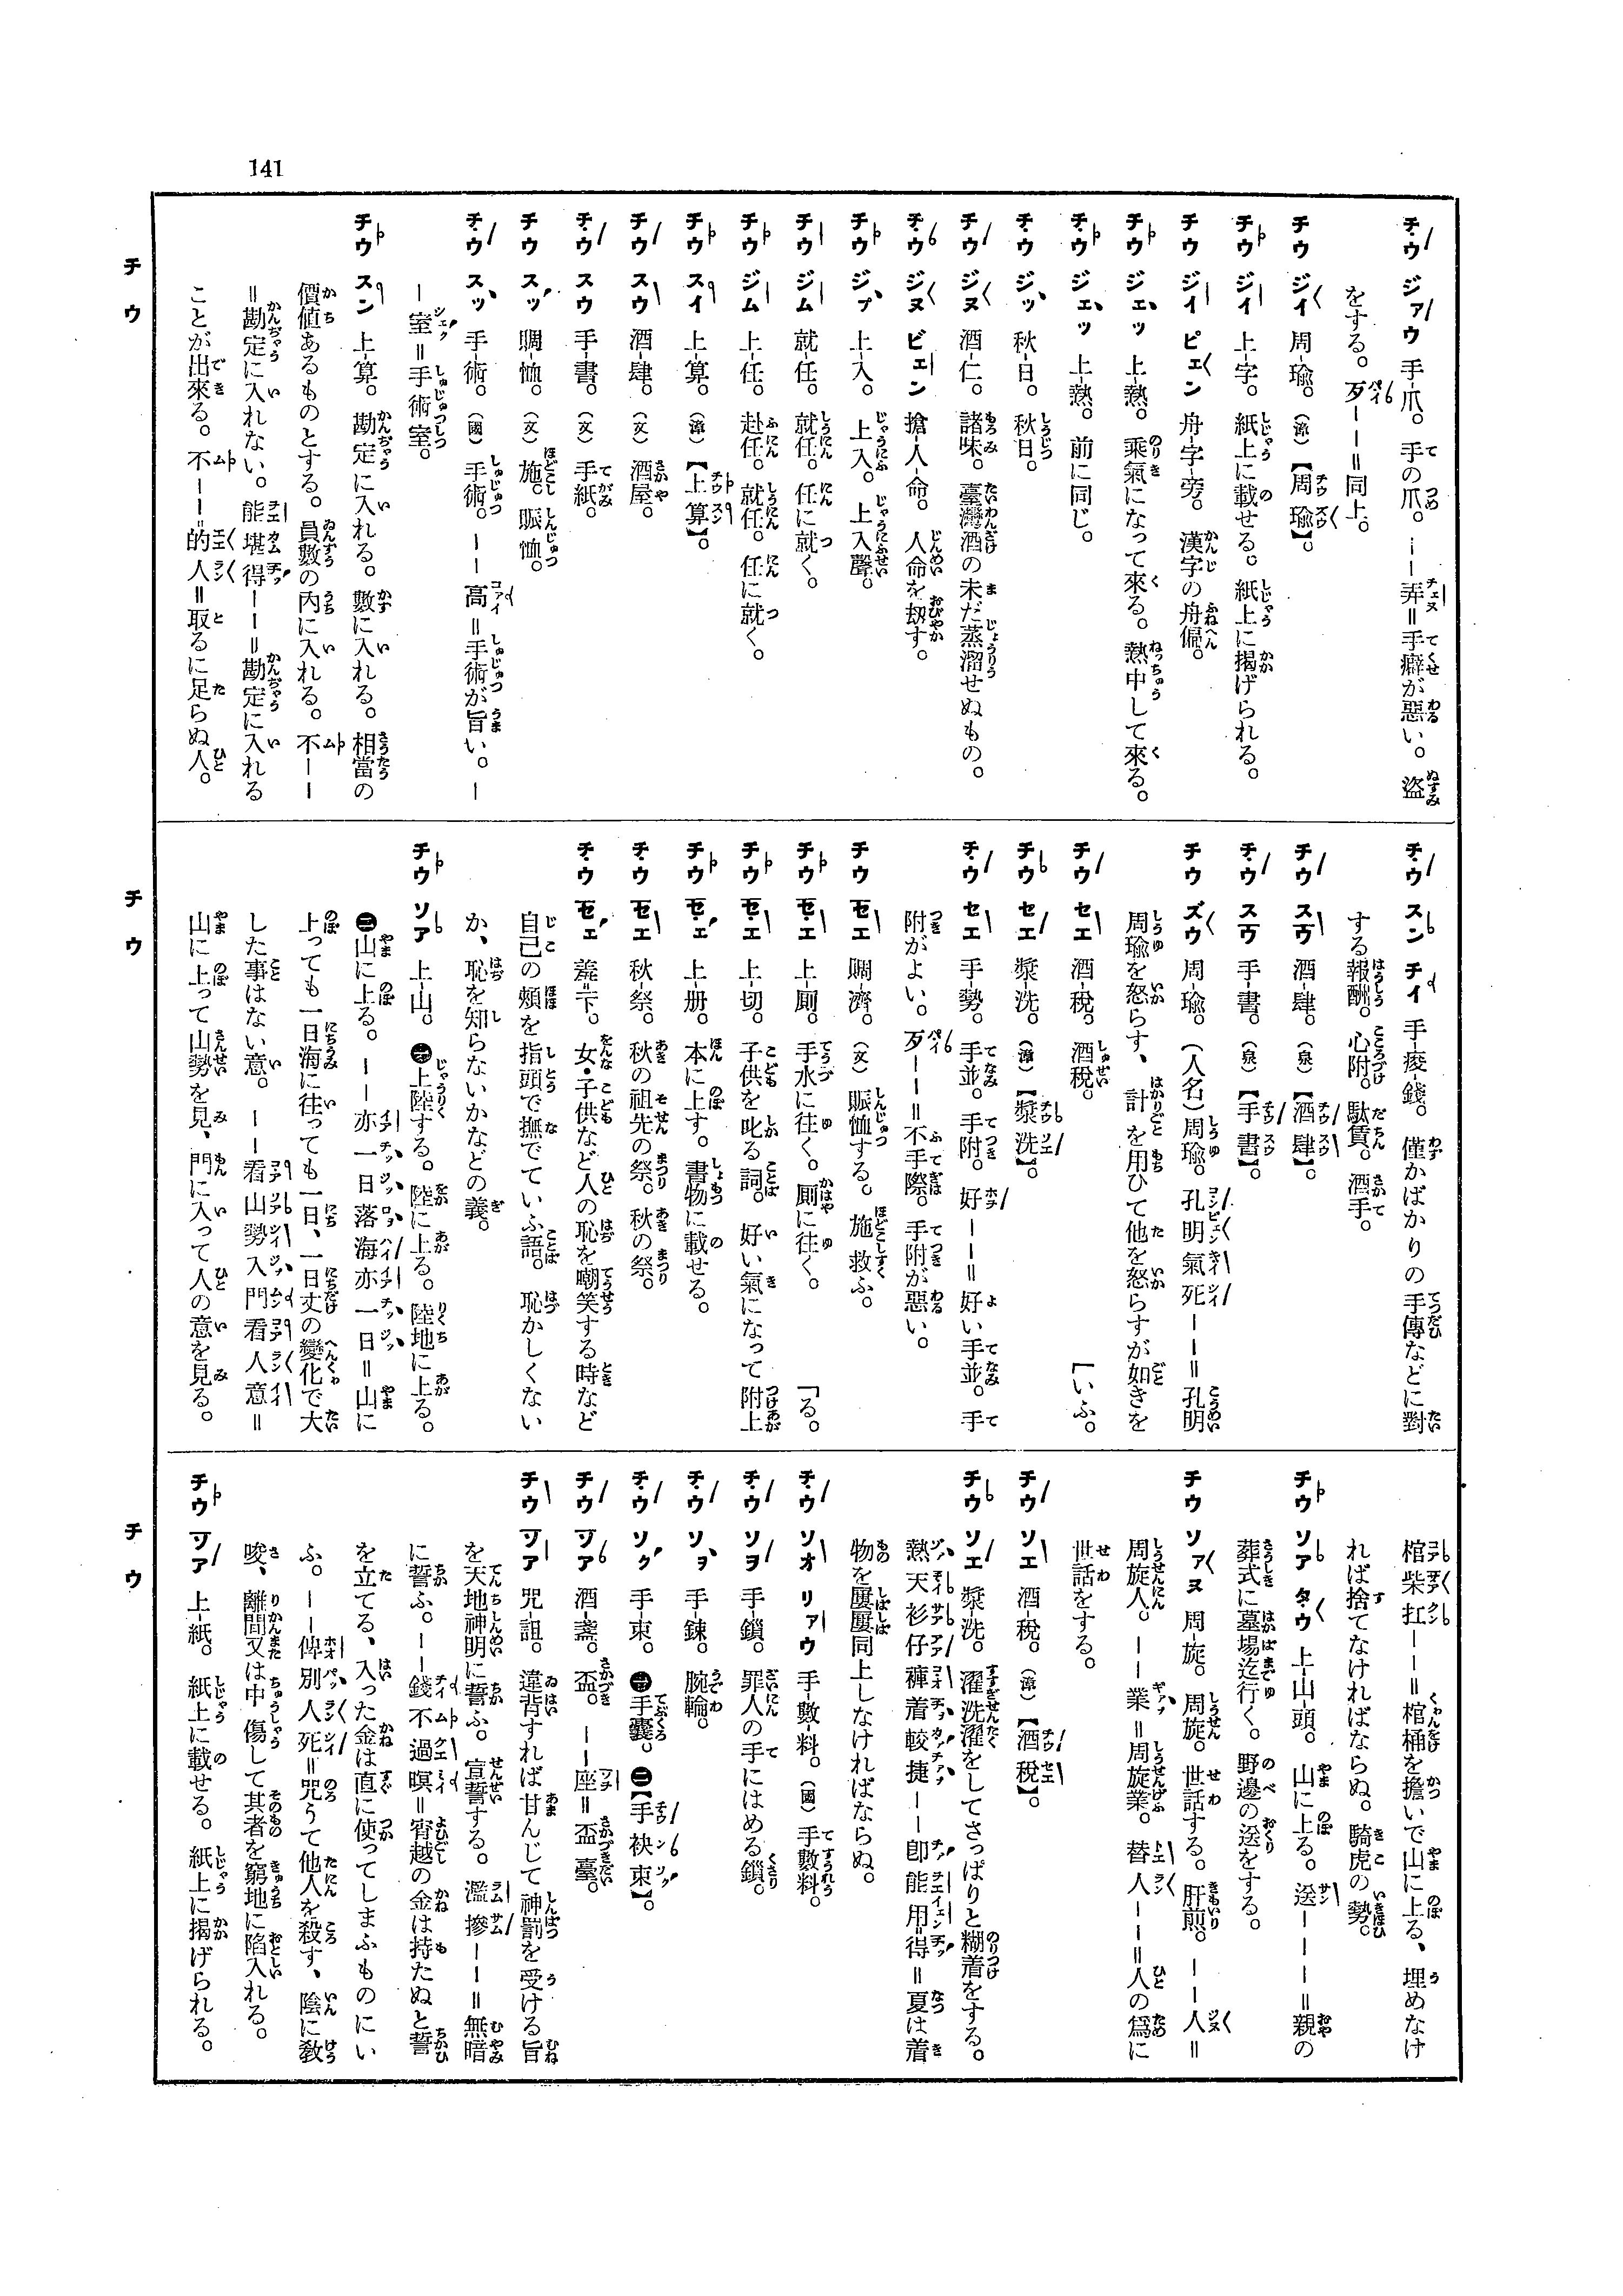 141
チウ ジァウ 手-爪。手の爪。——弄＝手癖が惡い。盜
をする。歹——＝同上。
チウ ジイ 周-瑜。(漳)【周瑜】。
チウ ジイ 上-字。紙上に載せる。紙上に揭げられる。
チウ ジイ ピェン 舟-字-旁。漢字の舟偏。
チウ ジェッ 上-熱。乘氣になって來る。熱中して來る。
チウ ジェッ 上-熱。前に同じ。
チウ ジッ 秋-日。秋日。
チウ ジヌ 酒-仁。諸味。臺灣酒の未だ蒸溜せぬもの。
チウ ジヌ ビェン 搶-人-命。人命を刼す。
チウ ジプ 上-入。上入。上入聲。
チウ ジム 就-任。就任。任に就く。
チウ ジム 上-任。赴任。就任。任に就く。
チウ スイ 上-算。(漳)【上算】。
チウ スウ 酒-肆。(文)酒屋。
チウ スウ 手-書。(文)手紙。
チウ スッ 賙-恤。(文)施。賑恤。
チウ スッ 手-術。(國)手術。——高＝手術が旨い。—
—室＝手術室。
チウ スン 上-算。勘定に入れる。數に入れる。相當の
價値あるものとする。員數の內に入れる。不——
＝勘定に入れない。能堪得——＝勘定に入れる
ことが出來る。不——的人＝取るに足らぬ人。
チウ
チウ スン チイ 手-痠-錢。僅かばかりの手傳などに對
する報酬。心附。駄賃。酒手。
チウ スウ 酒-肆。(泉)【酒肆】。
チウ スウ 手-書。(泉)【手書】。
チウ ズウ 周-瑜。(人名)周瑜。孔明氣死——＝孔明
周瑜を怒らす、計を用ひて他を怒らすが如きを
「いふ。
チウ セエ 酒-稅。酒稅。
チウ セエ 漿-洗。(漳)【漿洗】。
チウ セエ 手-勢。手並。手附。好——＝好い手並。手
附がよい。歹——＝不手際。手附が惡い。
チウ セエ 賙-濟。(文)賑恤する。施救ふ。
チウ セエ 上-厠。手水に往く。厠に往く。
「る。
チウ セエ 上-切。子供を叱る詞。好い氣になって附上
チウ セエ 上-册。本に上す。書物に載せる。
チウ セエ 秋-祭。秋の祖先の祭。秋の祭。
チウ セエ 羞=下。女・子供など人の恥を嘲笑する時など
自己の頰を指頭で撫でていふ語。恥かしくない
か、恥を知らないかなどの義。
チウ ソア 上-山。㊀上陸する。陸に上る。陸地に上る。
㊁山に上る。——亦一日落海亦一日＝山に
上っても一日海に往っても一日、一日丈の變化で大
した事はない意。——看山勢入門看人意＝
山に上って山勢を見、門に入って人の意を見る。
チウ
棺柴扛——＝棺桶を擔いで山に上る、埋めなけ
れば捨てなければならぬ。騎虎の勢。
チウ ソア タウ 上-山-頭。山に上る。送———＝親の
葬式に墓場迄行く。野邊の送をする。
チウ ソアヌ 周-旋。周旋。世話する。肝煎。——人＝
周旋人。——業＝周旋業。替人——＝人の爲に
世話をする。
チウ ソエ 酒-稅。(漳)【酒稅】。
チウ ソエ 漿-洗。濯洗濯をしてさっぱりと糊着をする。
熱天衫仔褲着較捷——卽能用得＝夏は着
物を屢屢同上しなければならぬ。
チウ ソオ リァウ 手-數-料。(國)手數料。
チウ ソヲ 手-鎖。罪人の手にはめる鎖。
チウ ソヲ 手-鍊。腕輪。
チウ ソク 手-束。㊀手囊。㊁【手䘼束】。
チウ ソア 酒-盞。盃。——座＝盃臺。
チウ ソア 咒-詛。違背すれば甘んじて神罰を受ける旨
を天地神明に誓ふ。宣誓する。濫摻——＝無暗
に誓ふ。——錢不過暝＝宵越の金は持たぬと誓
を立てる、入った金は直に使ってしまふものにい
ふ。——俾別人死＝咒うて他人を殺す、陰に敎
唆、離間又は中傷して其者を窮地に陷入れる。
チウ ソア 上-紙。紙上に載せる。紙上に揭げられる。
チウ